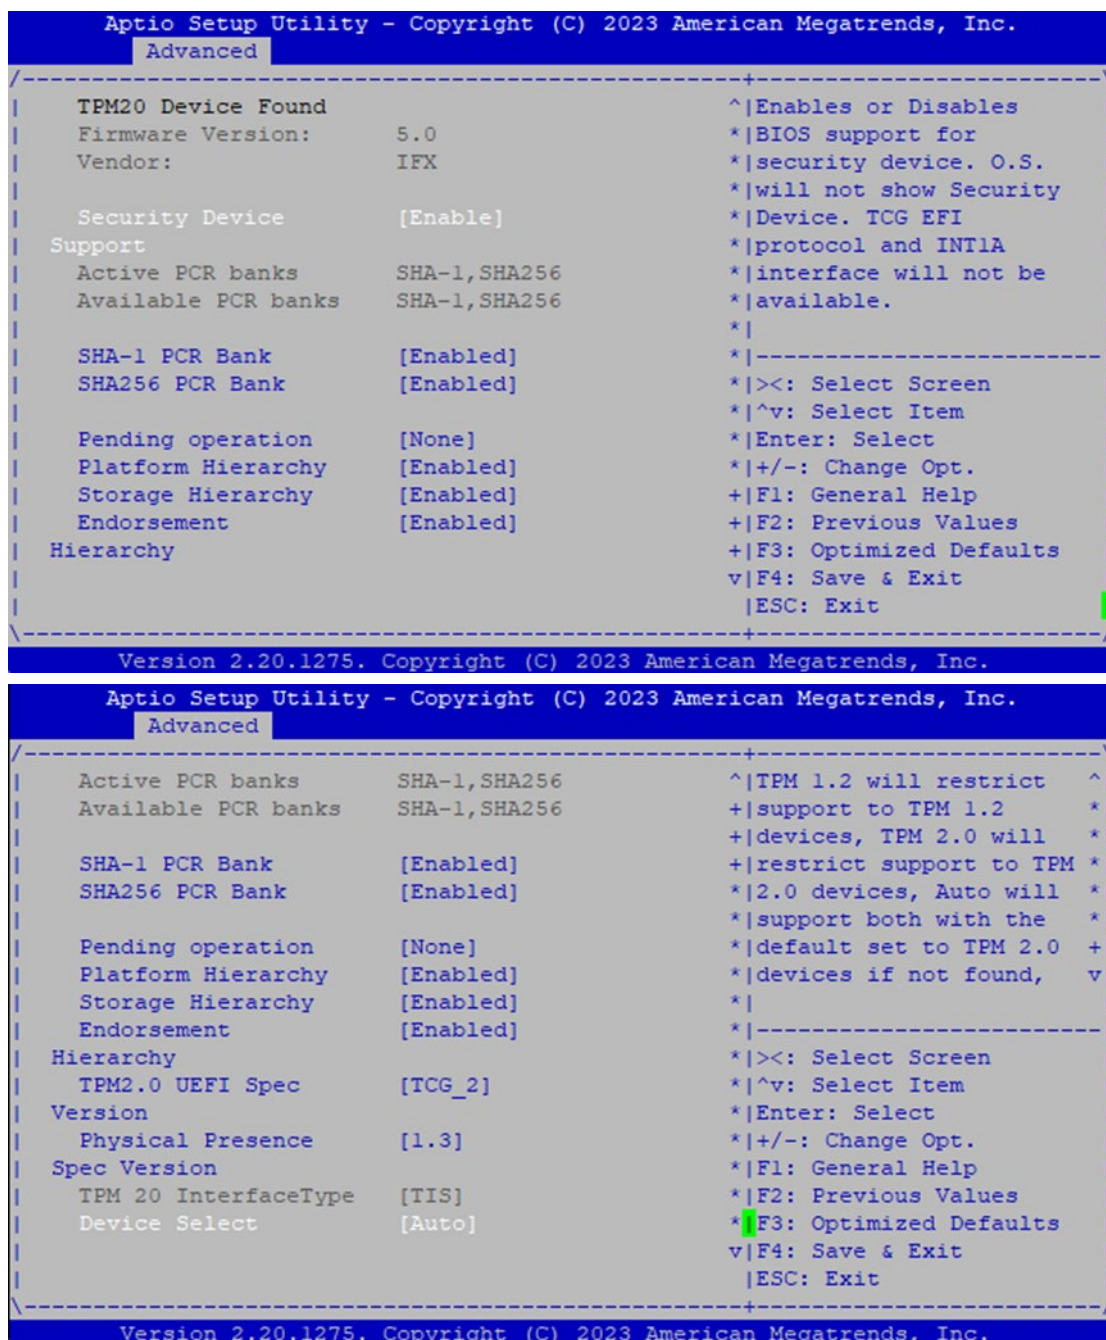 Aptio Setup Utility - Copyright (C) 2023 American Megatrends, Inc.
Advanced
/----------------------------------------------------+-------------------------\
| TPM20 Device Found ^|Enables or Disables
| Firmware Version: 5.0 *|BIOS support for
| Vendor: IFX *|security device. O.S.
| *|will not show Security
| Security Device [Enable] *|Device. TCG EFI
| Support *|protocol and INT1A
| Active PCR banks SHA-1,SHA256 *|interface will not be
| Available PCR banks SHA-1,SHA256 *|available.
| *|
| SHA-1 PCR Bank [Enabled] *|-------------------------
| SHA256 PCR Bank [Enabled] *|><: Select Screen
| *|^v: Select Item
| Pending operation [None] *|Enter: Select
| Platform Hierarchy [Enabled] *|+/-: Change Opt.
| Storage Hierarchy [Enabled] +|F1: General Help
| Endorsement [Enabled] +|F2: Previous Values
| Hierarchy +|F3: Optimized Defaults
| v|F4: Save & Exit
| |ESC: Exit
\----------------------------------------------------+-------------------------/
Version 2.20.1275. Copyright (C) 2023 American Megatrends, Inc.
Aptio Setup Utility - Copyright (C) 2023 American Megatrends, Inc.
Advanced
/----------------------------------------------------+-------------------------\
| Active PCR banks SHA-1,SHA256 ^|TPM 1.2 will restrict ^
| Available PCR banks SHA-1,SHA256 +|support to TPM 1.2 *
| +|devices, TPM 2.0 will *
| SHA-1 PCR Bank [Enabled] +|restrict support to TPM *
| SHA256 PCR Bank [Enabled] *|2.0 devices, Auto will *
| *|support both with the *
| Pending operation [None] *|default set to TPM 2.0 +
| Platform Hierarchy [Enabled] *|devices if not found, v
| Storage Hierarchy [Enabled] *|
| Endorsement [Enabled] *|-------------------------
| Hierarchy *|><: Select Screen
| TPM2.0 UEFI Spec [TCG_2] *|^v: Select Item
| Version *|Enter: Select
| Physical Presence [1.3] *|+/-: Change Opt.
| Spec Version *|F1: General Help
| TPM 20 InterfaceType [TIS] *|F2: Previous Values
| Device Select [Auto] *|F3: Optimized Defaults
| v|F4: Save & Exit
| |ESC: Exit
\----------------------------------------------------+-------------------------/
Version 2.20.1275. Copyright (C) 2023 American Megatrends, Inc.